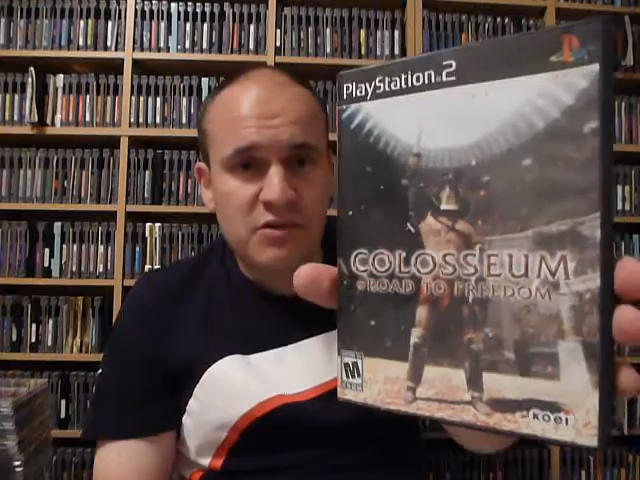 PlayStation®2
COLOSSEUM
ROAD TO FREEDOM
M
KOEI